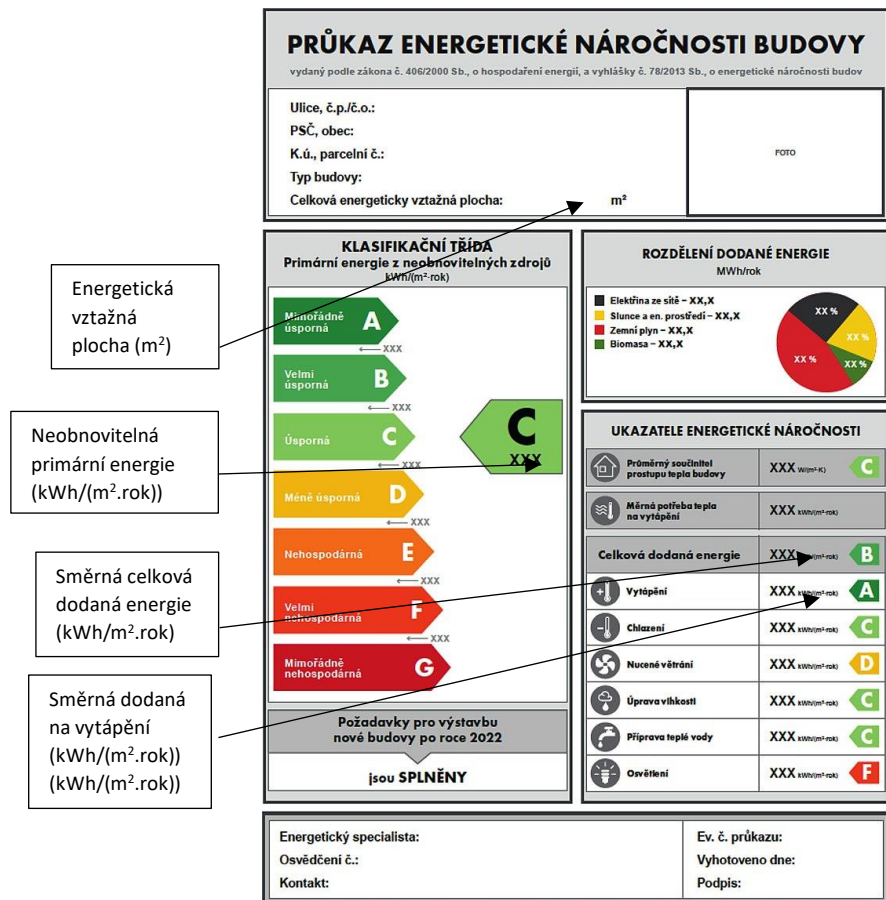 PRŮKAZ ENERGETICKÉ NÁROČNOSTI BUDOVY
vydaný podle zákona č. 406/2000 Sb., o hospodaření energií, a vyhlášky č. 78/2013 Sb., o energetické náročnosti budov
Ulice, č.p./č.o.:
PSČ, obec:
K.ú., parcelní č.:
Typ budovy:
Celková energeticky vztažná plocha: m²
FOTO
Energetická
vztažná
plocha (m²)
Neobnovitelná
primární energie
(kWh/(m².rok))
Směrná celková
dodaná energie
(kWh/m².rok)
Směrná dodaná
na vytápění
(kWh/(m².rok))
(kWh/(m².rok))
KLASIFIKAČNÍ TŘÍDA
Primární energie z neobnovitelných zdrojů
kWh/(m²·rok)
Mimořádně
úsporná A
XXX
Velmi
úsporná B
XXX
Úsporná C
XXX
Méně úsporná D
XXX
Nehospodárná E
XXX
Velmi
nehospodárná F
XXX
Mimořádně
nehospodárná G
C
XXX
Požadavky pro výstavbu
nové budovy po roce 2022
jsou SPLNĚNY
ROZDĚLENÍ DODANÉ ENERGIE
MWh/rok
Elektřina ze sítě – XX,X
Slunce a en. prostředí – XX,X
Zemní plyn – XX,X
Biomasa – XX,X
XX %
XX %
XX %
XX %
UKAZATELE ENERGETICKÉ NÁROČNOSTI
Průměrný součinitel
prostupu tepla budovy XXX W/(m²·K) C
Měrná potřeba tepla
na vytápění XXX kWh/(m²·rok)
Celková dodaná energie XXX B
Vytápění XXX kWh/(m²·rok) A
Chlazení XXX kWh/(m²·rok) C
Nucené větrání XXX kWh/(m²·rok) D
Úprava vlhkosti XXX kWh/(m²·rok) C
Příprava teplé vody XXX kWh/(m²·rok) C
Osvětlení XXX kWh/(m²·rok) F
Energetický specialista:
Osvědčení č.:
Kontakt:
Ev. č. průkazu:
Vyhotoveno dne:
Podpis: